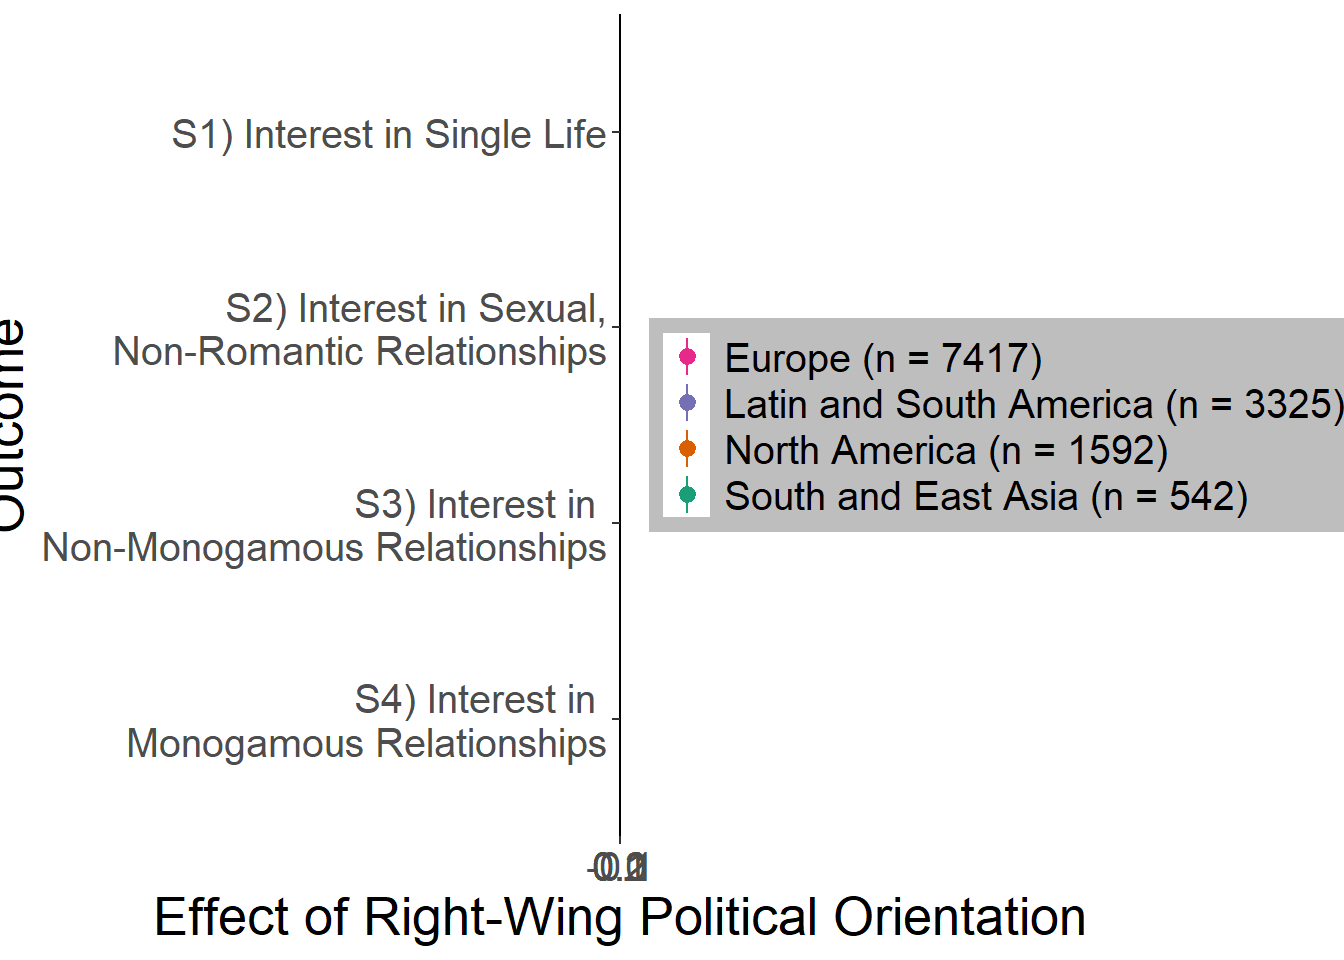 S1) Interest in Single Life
S2) Interest in Sexual,
Non-Romantic Relationships
S3) Interest in
Non-Monogamous Relationships
S4) Interest in
Monogamous Relationships
Outcome
Europe (n = 7417)
Latin and South America (n = 3325)
North America (n = 1592)
South and East Asia (n = 542)
Effect of Right-Wing Political Orientation